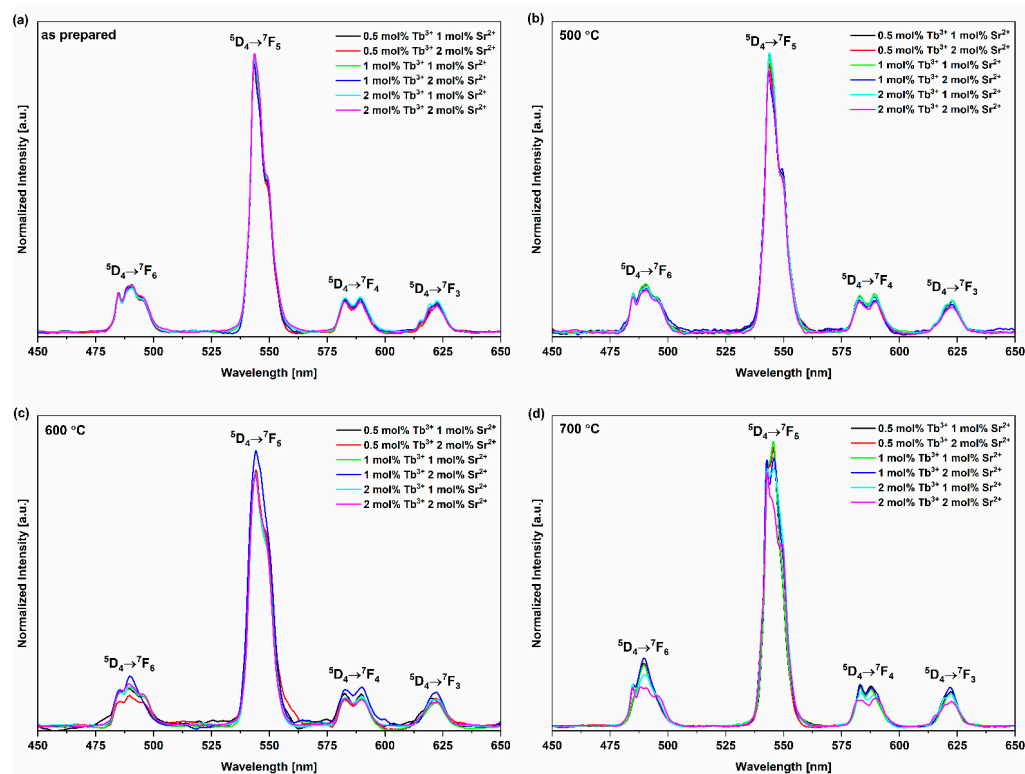 (a)
as prepared
⁵D₄→⁷F₅
0.5 mol% Tb³⁺ 1 mol% Sr²⁺
0.5 mol% Tb³⁺ 2 mol% Sr²⁺
1 mol% Tb³⁺ 1 mol% Sr²⁺
1 mol% Tb³⁺ 2 mol% Sr²⁺
2 mol% Tb³⁺ 1 mol% Sr²⁺
2 mol% Tb³⁺ 2 mol% Sr²⁺
⁵D₄→⁷F₆
⁵D₄→⁷F₄
⁵D₄→⁷F₃
Normalized Intensity [a.u.]
450 475 500 525 550 575 600 625 650
Wavelength [nm]
(b)
500 °C
⁵D₄→⁷F₅
0.5 mol% Tb³⁺ 1 mol% Sr²⁺
0.5 mol% Tb³⁺ 2 mol% Sr²⁺
1 mol% Tb³⁺ 1 mol% Sr²⁺
1 mol% Tb³⁺ 2 mol% Sr²⁺
2 mol% Tb³⁺ 1 mol% Sr²⁺
2 mol% Tb³⁺ 2 mol% Sr²⁺
⁵D₄→⁷F₆
⁵D₄→⁷F₄
⁵D₄→⁷F₃
Normalized Intensity [a.u.]
450 475 500 525 550 575 600 625 650
Wavelength [nm]
(c)
600 °C
⁵D₄→⁷F₅
0.5 mol% Tb³⁺ 1 mol% Sr²⁺
0.5 mol% Tb³⁺ 2 mol% Sr²⁺
1 mol% Tb³⁺ 1 mol% Sr²⁺
1 mol% Tb³⁺ 2 mol% Sr²⁺
2 mol% Tb³⁺ 1 mol% Sr²⁺
2 mol% Tb³⁺ 2 mol% Sr²⁺
⁵D₄→⁷F₆
⁵D₄→⁷F₄
⁵D₄→⁷F₃
Normalized Intensity [a.u.]
450 475 500 525 550 575 600 625 650
Wavelength [nm]
(d)
700 °C
⁵D₄→⁷F₅
0.5 mol% Tb³⁺ 1 mol% Sr²⁺
0.5 mol% Tb³⁺ 2 mol% Sr²⁺
1 mol% Tb³⁺ 1 mol% Sr²⁺
1 mol% Tb³⁺ 2 mol% Sr²⁺
2 mol% Tb³⁺ 1 mol% Sr²⁺
2 mol% Tb³⁺ 2 mol% Sr²⁺
⁵D₄→⁷F₆
⁵D₄→⁷F₄
⁵D₄→⁷F₃
Normalized Intensity [a.u.]
450 475 500 525 550 575 600 625 650
Wavelength [nm]